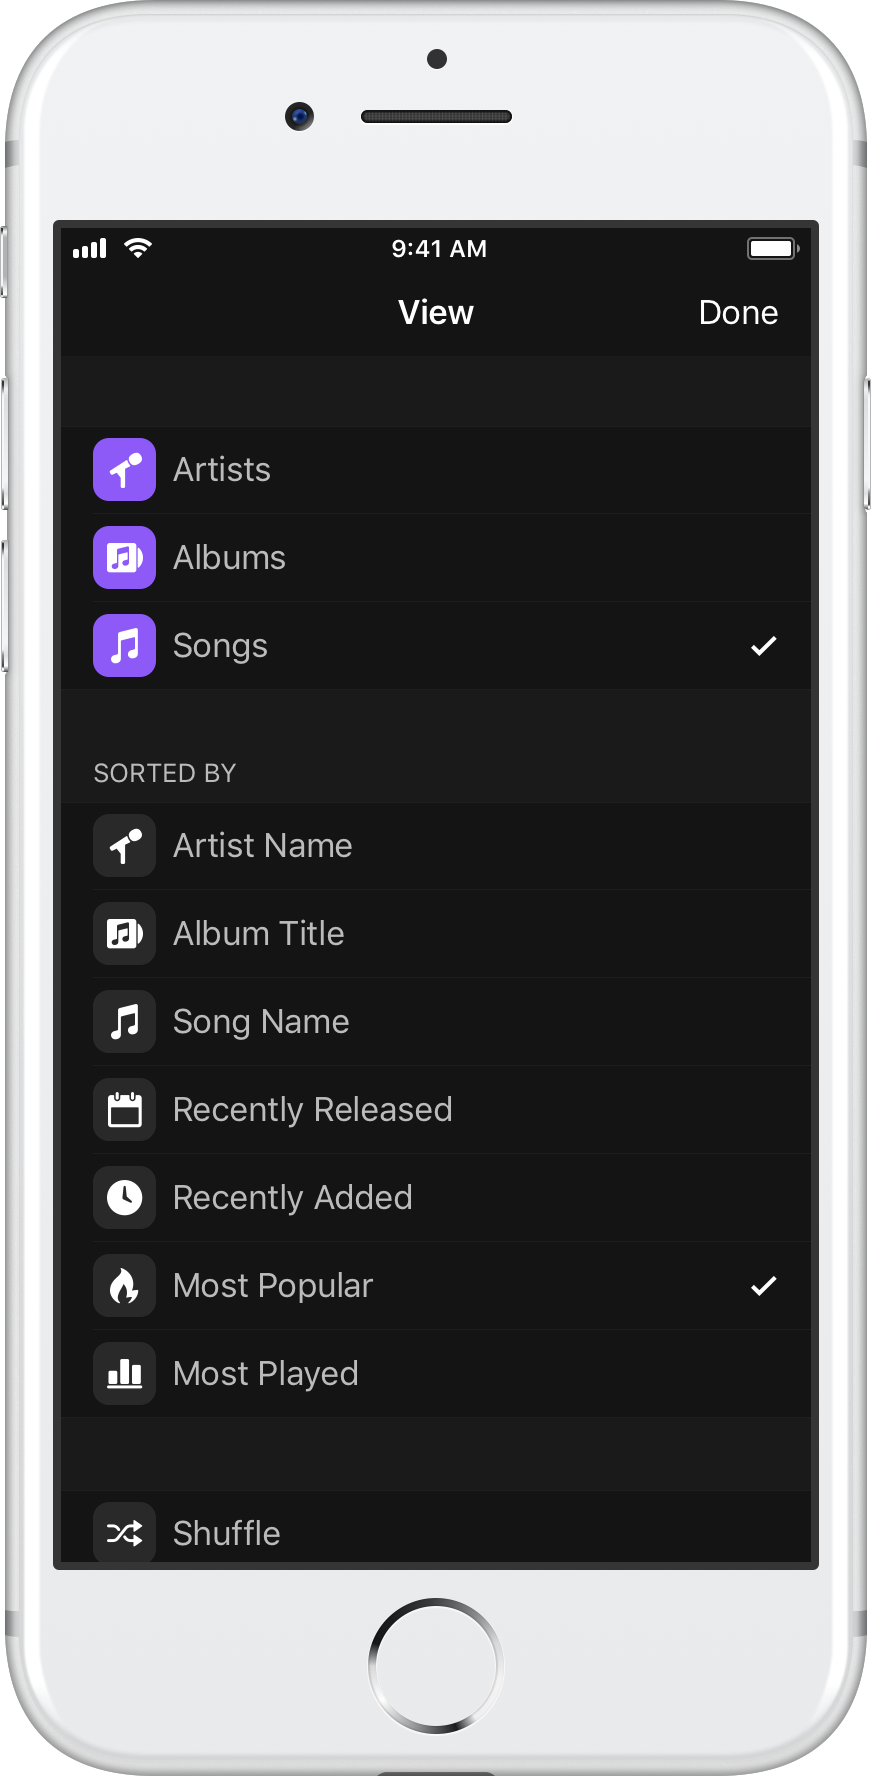 9:41 AM
View
Done
Artists
Albums
Songs
SORTED BY
Artist Name
Album Title
Song Name
Recently Released
Recently Added
Most Popular
Most Played
Shuffle